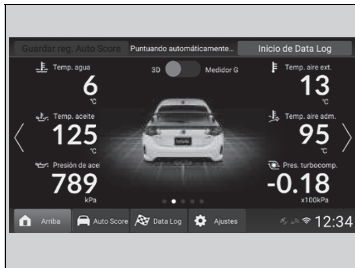 Guardar reg. Auto Score
Puntuando automáticamente...
Inicio de Data Log
Temp. agua
6
°C
3D
Medidor G
Temp. aire ext.
13
°C
Temp. aceite
125
°C
Temp. aire adm.
95
°C
Presión de acei
789
kPa
Pres. turbocomp.
-0.18
x100kPa
Arriba
Auto Score
Data Log
Ajustes
12:34